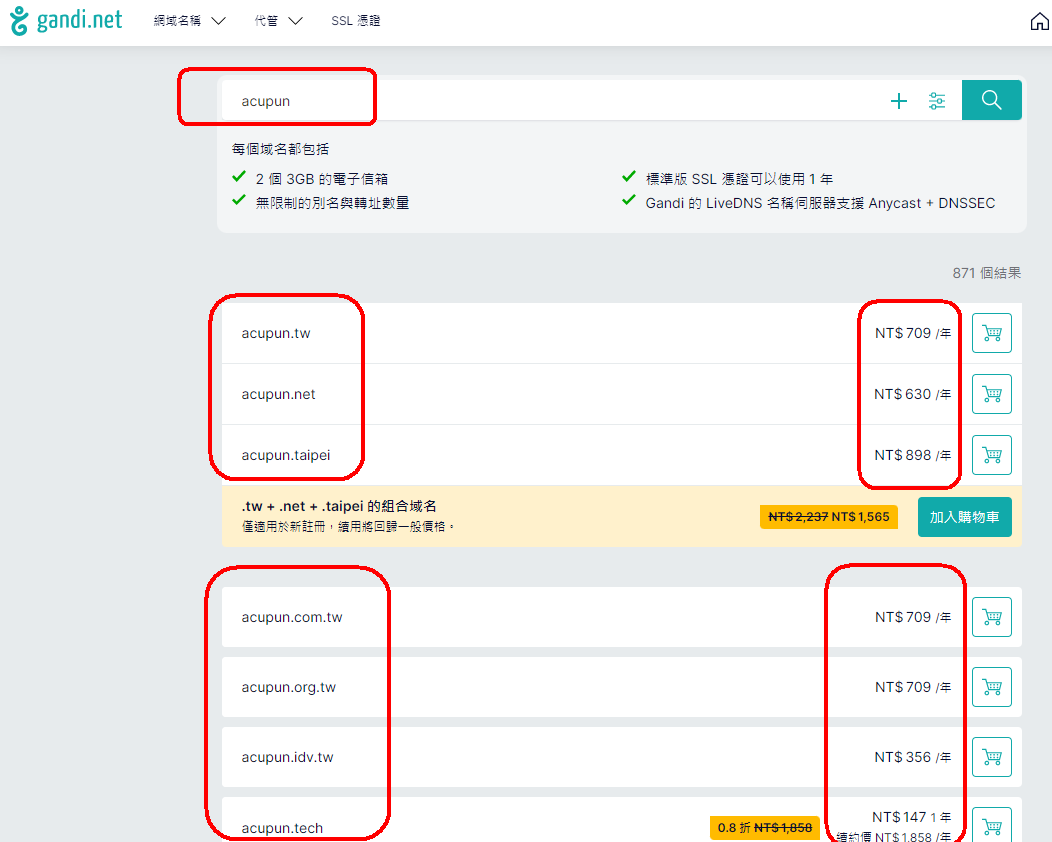 gandi.net 網域名稱 代管 SSL 憑證
acupun
每個域名都包括
2 個 3GB 的電子信箱 標準版 SSL 憑證可以使用 1 年
無限制的別名與轉址數量 Gandi 的 LiveDNS 名稱伺服器支援 Anycast + DNSSEC
871 個結果
acupun.tw NT$ 709 /年
acupun.net NT$ 630 /年
acupun.taipei NT$ 898 /年
.tw + .net + .taipei 的組合域名
NT$ 2,237 NT$ 1,565 加入購物車
僅適用於新註冊，續用將回歸一般價格。
acupun.com.tw NT$ 709 /年
acupun.org.tw NT$ 709 /年
acupun.idv.tw NT$ 356 /年
acupun.tech 0.8 折 NT$ 1,858 NT$ 147 1 年
續約價 NT$ 1,858 /年